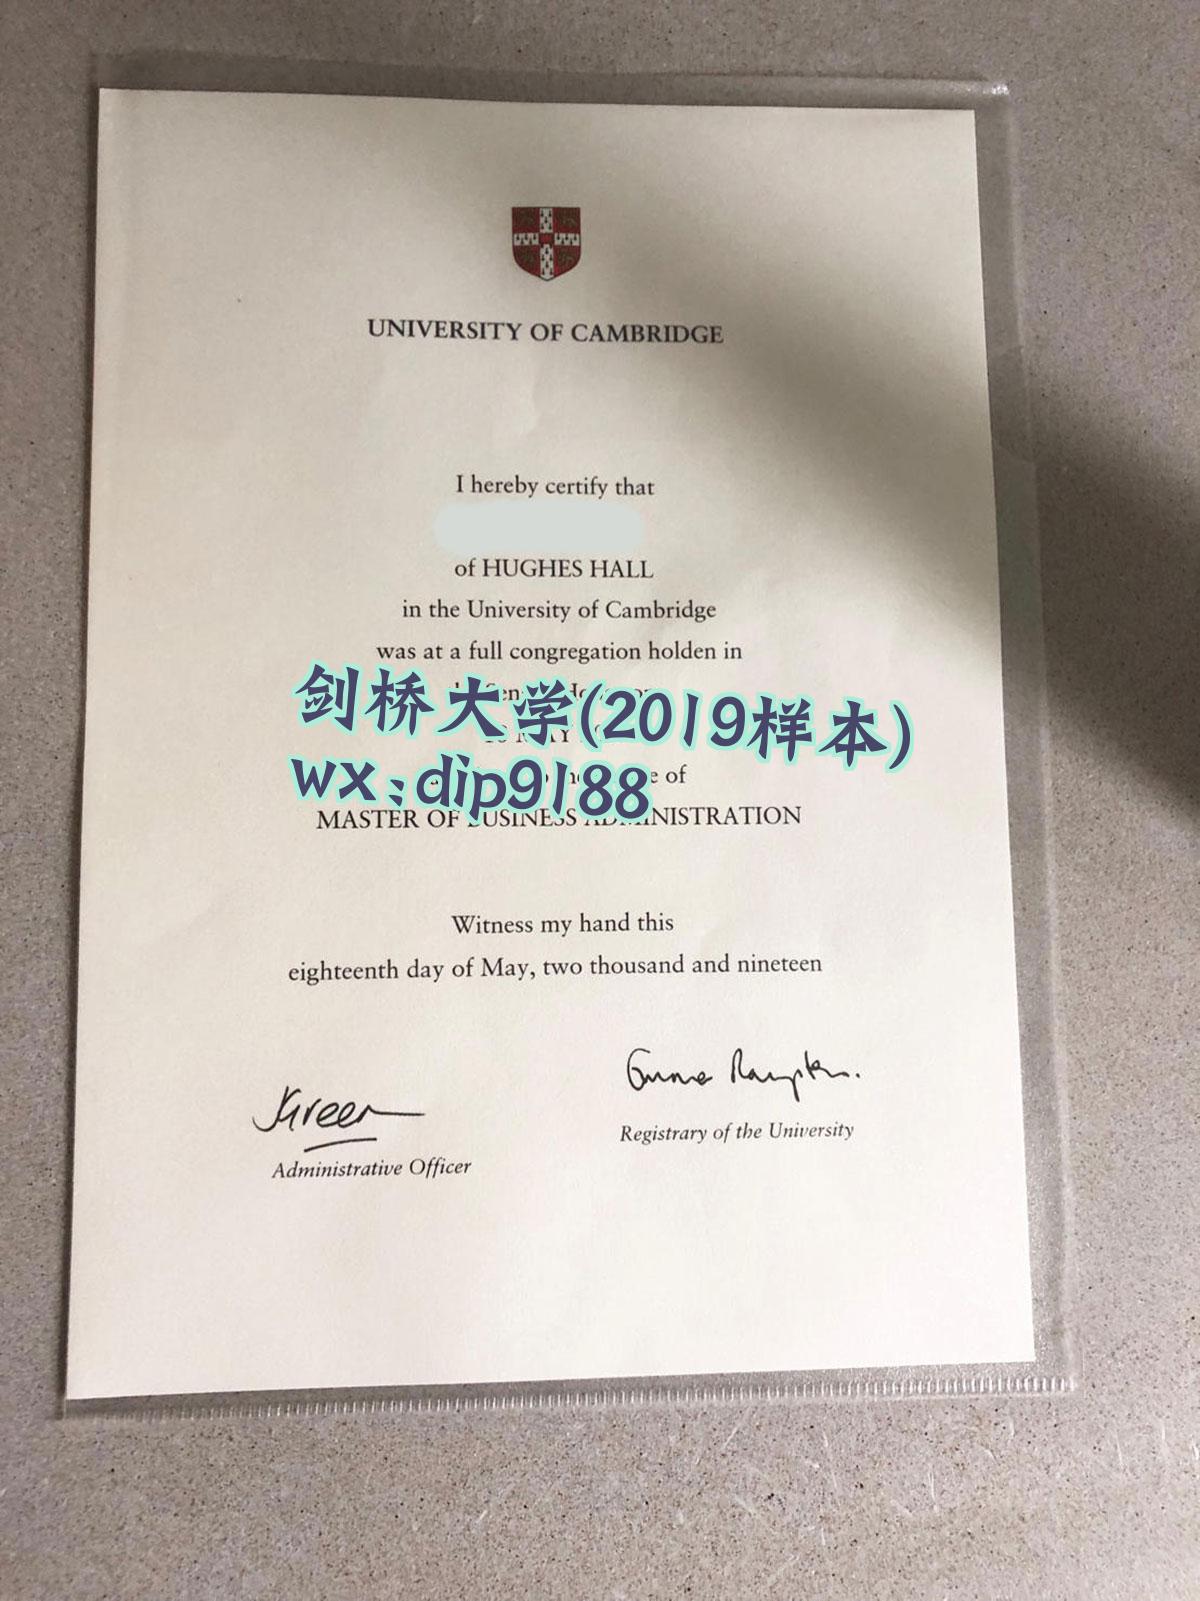 UNIVERSITY OF CAMBRIDGE
I hereby certify that
of HUGHES HALL
in the University of Cambridge
was at a full congregation holden in
剑桥大学(2019样本)
wx:dip9188
of
MASTER OF BUSINESS ADMINISTRATION
Witness my hand this
eighteenth day of May, two thousand and nineteen
Administrative Officer
Registrary of the University